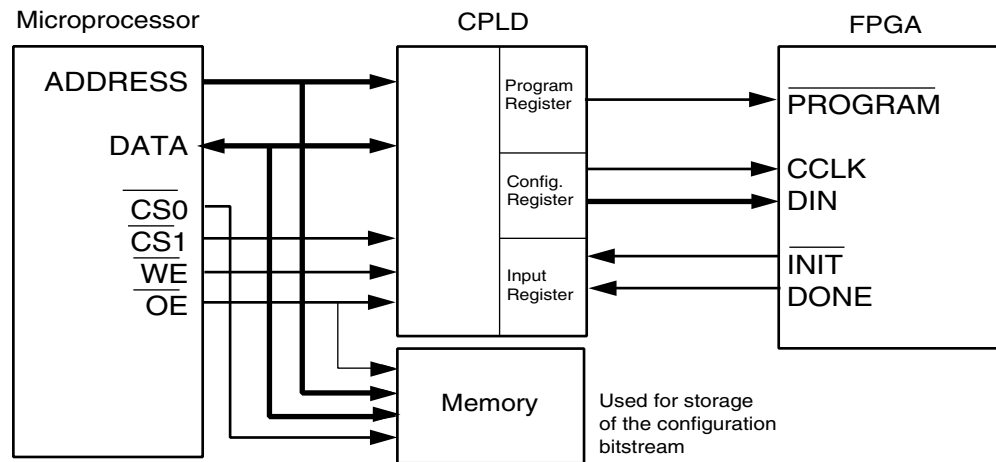 Microprocessor
CPLD
FPGA
ADDRESS
DATA
CS0
CS1
WE
OE
Program
Register
Config.
Register
Input
Register
PROGRAM
CCLK
DIN
INIT
DONE
Memory
Used for storage
of the configuration
bitstream